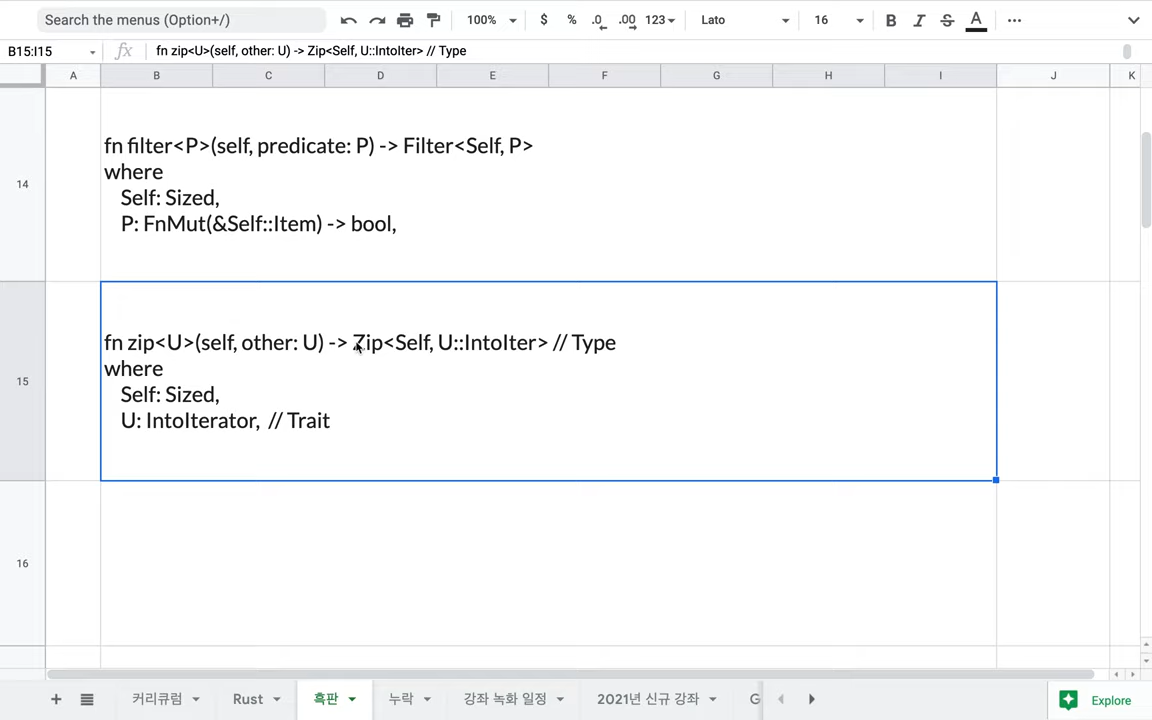 Search the menus (Option+/)
100%
$ % .0 .00 123
Lato
16
B I S A
B15:I15
fx fn zip<U>(self, other: U) -> Zip<Self, U::IntoIter> // Type
A B C D E F G H I J K
14
fn filter<P>(self, predicate: P) -> Filter<Self, P>
where
Self: Sized,
P: FnMut(&Self::Item) -> bool,
15
fn zip<U>(self, other: U) -> Zip<Self, U::IntoIter> // Type
where
Self: Sized,
U: IntoIterator, // Trait
16
커리큘럼 Rust 흑판 누락 강좌 녹화 일정 2021년 신규 강좌 G
Explore